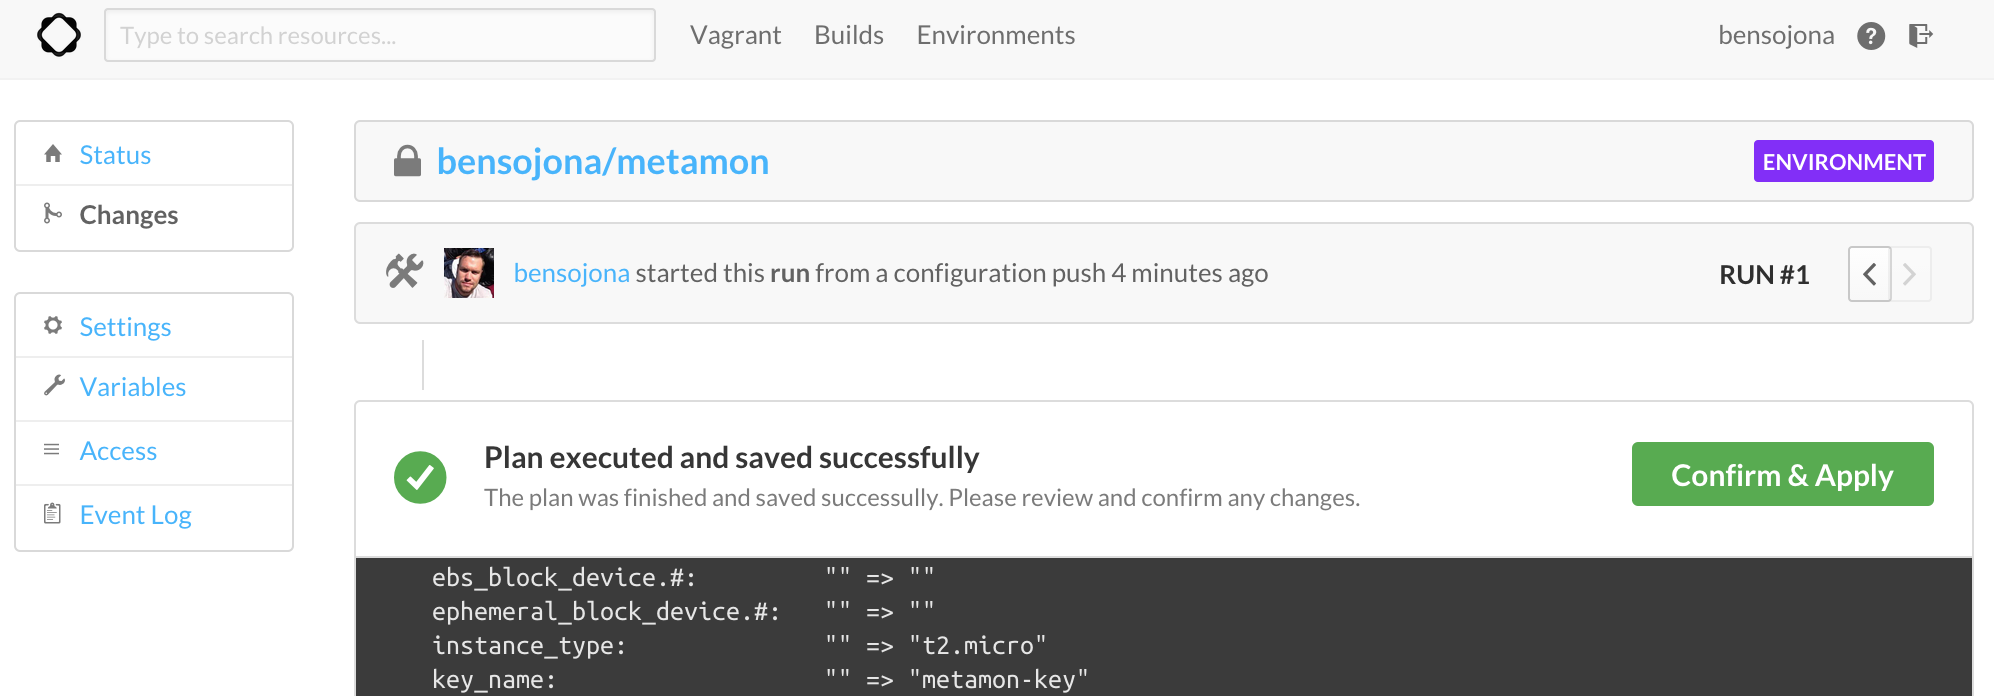 Type to search resources...
Vagrant Builds Environments
bensojona
Status
Changes
Settings
Variables
Access
Event Log
bensojona/metamon
ENVIRONMENT
bensojona started this run from a configuration push 4 minutes ago
RUN #1
Plan executed and saved successfully
The plan was finished and saved successully. Please review and confirm any changes.
Confirm & Apply
ebs_block_device.#: "" => ""
ephemeral_block_device.#: "" => ""
instance_type: "" => "t2.micro"
key_name: "" => "metamon-key"